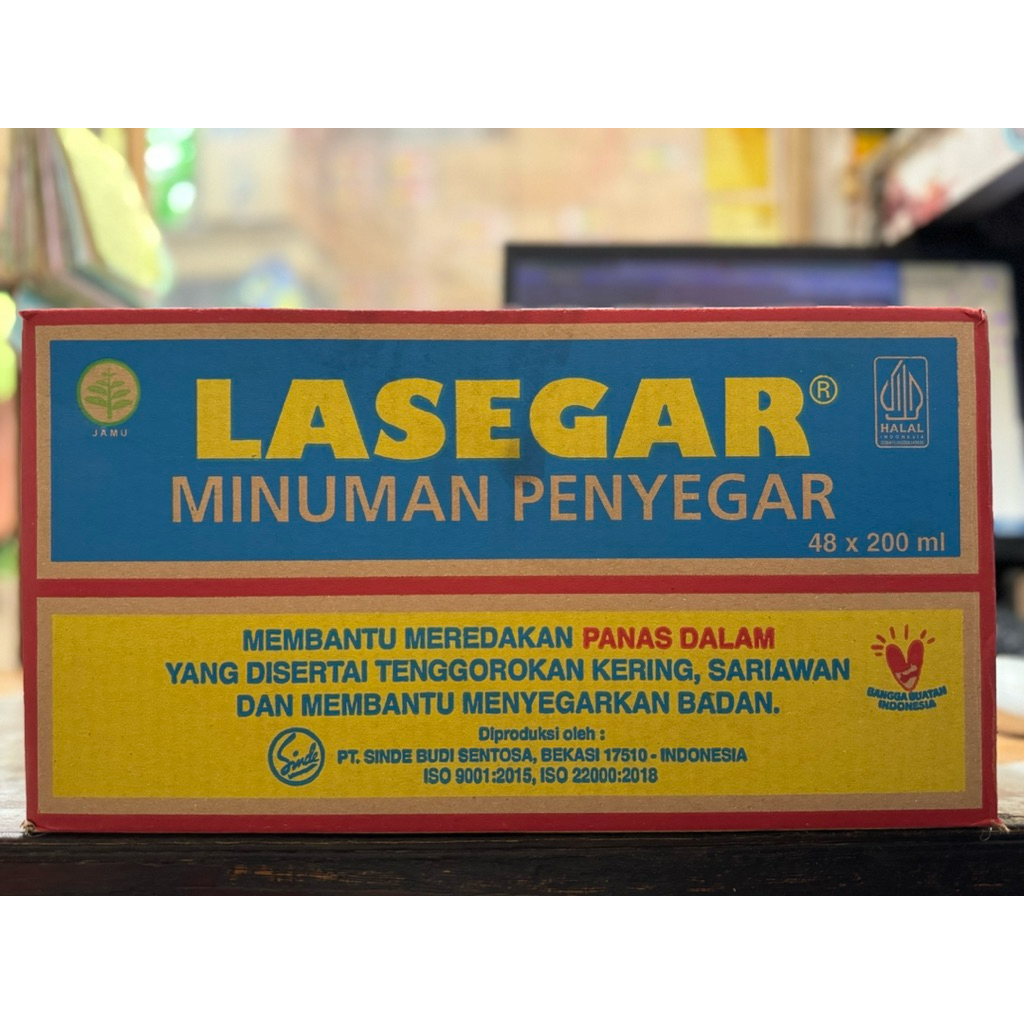 JAMU
LASEGAR®
HALAL
INDONESIA
MINUMAN PENYEGAR
48 x 200 ml
MEMBANTU MEREDAKAN PANAS DALAM
YANG DISERTAI TENGGOROKAN KERING, SARIAWAN
DAN MEMBANTU MENYEGARKAN BADAN.
BANGGA BUATAN
INDONESIA
Diproduksi oleh :
Sinde
PT. SINDE BUDI SENTOSA, BEKASI 17510 - INDONESIA
ISO 9001:2015, ISO 22000:2018